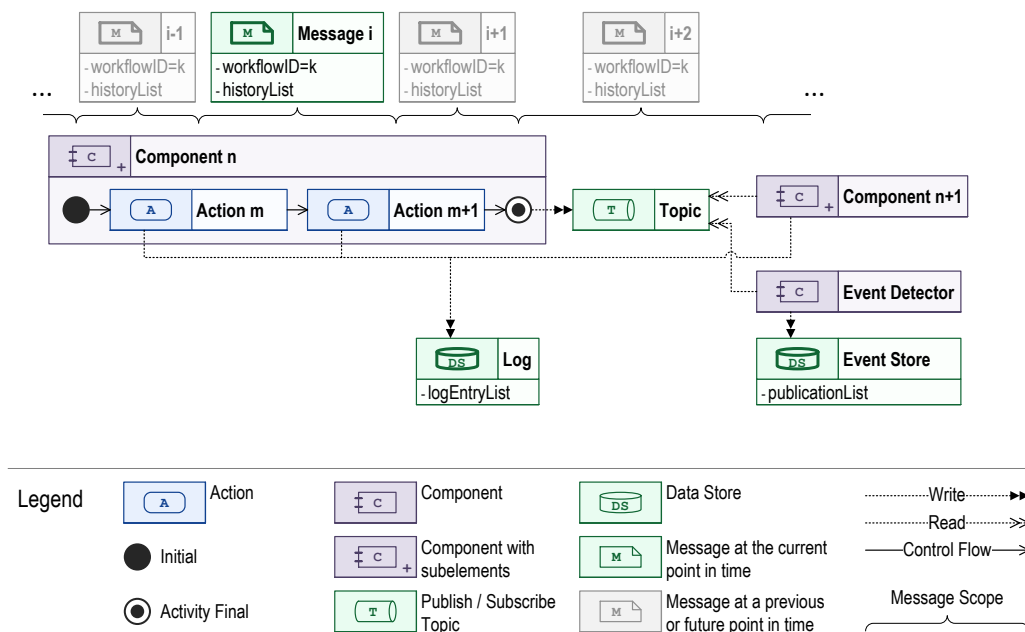 M i-1
- workflowID=k
- historyList
M Message i
- workflowID=k
- historyList
M i+1
- workflowID=k
- historyList
M i+2
- workflowID=k
- historyList
...
...
C + Component n
A Action m
A Action m+1
T Topic
C + Component n+1
C Event Detector
DS Log
- logEntryList
DS Event Store
- publicationList
Legend
A Action
Initial
Activity Final
C Component
C + Component with
subelements
T Publish / Subscribe
Topic
DS Data Store
M Message at the current
point in time
M Message at a previous
or future point in time
Write
Read
Control Flow
Message Scope